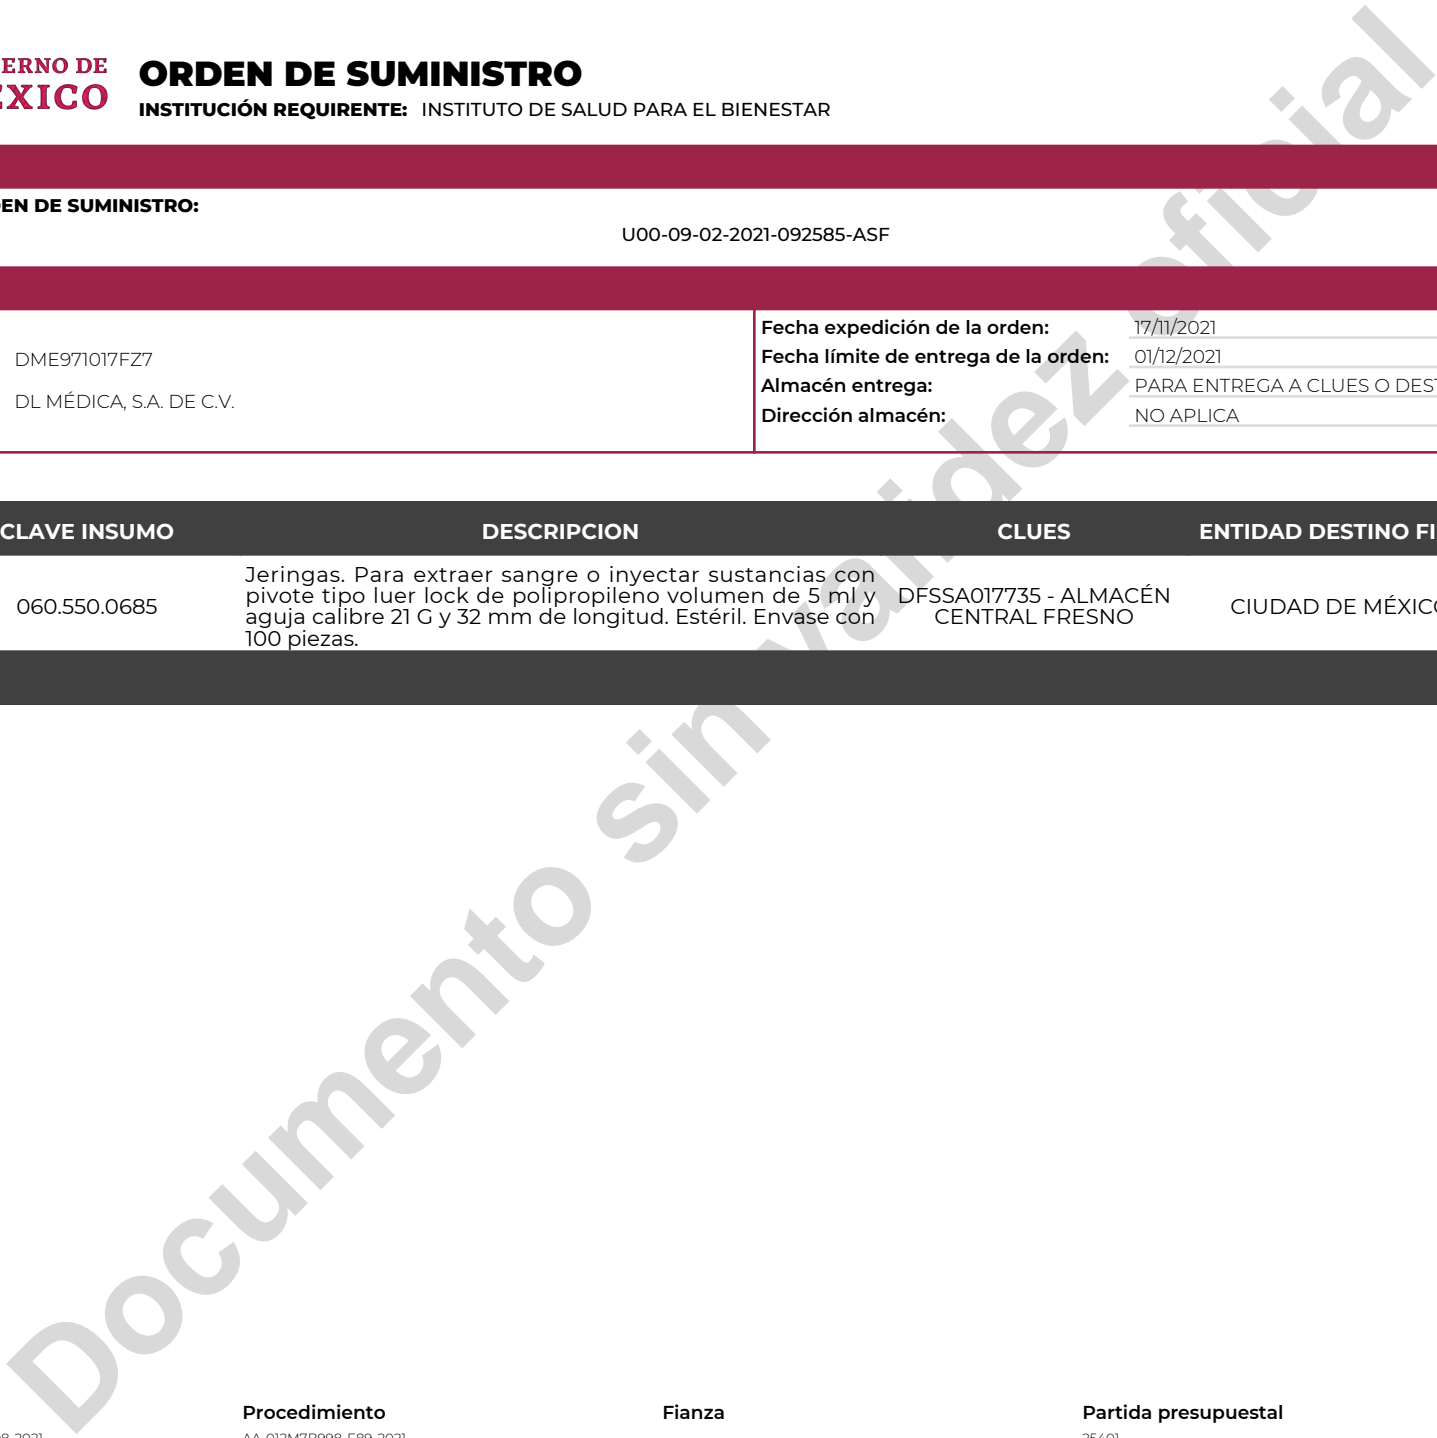 ERNO DE
ÉXICO
ORDEN DE SUMINISTRO
INSTITUCIÓN REQUIRENTE: INSTITUTO DE SALUD PARA EL BIENESTAR
EN DE SUMINISTRO:
U00-09-02-2021-092585-ASF
DME971017FZ7
DL MÉDICA, S.A. DE C.V.
Fecha expedición de la orden: 17/11/2021
Fecha límite de entrega de la orden: 01/12/2021
Almacén entrega: PARA ENTREGA A CLUES O DEST
Dirección almacén: NO APLICA
CLAVE INSUMO DESCRIPCION CLUES ENTIDAD DESTINO FI
060.550.0685
Jeringas. Para extraer sangre o inyectar sustancias con
pivote tipo luer lock de polipropileno volumen de 5 ml y
aguja calibre 21 G y 32 mm de longitud. Estéril. Envase con
100 piezas.
DFSSA017735 - ALMACÉN
CENTRAL FRESNO
CIUDAD DE MÉXICO
Documento sin validez oficial
Procedimiento Fianza Partida presupuestal